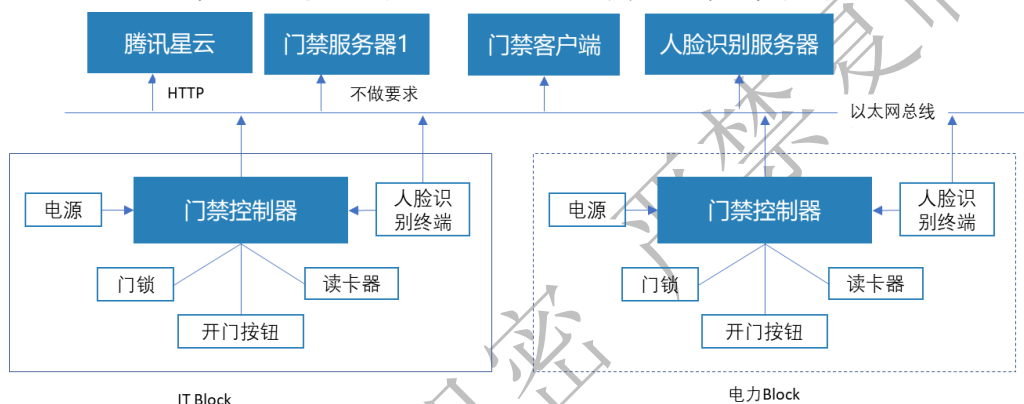 腾讯星云
门禁服务器1
门禁客户端
人脸识别服务器
HTTP
不做要求
以太网总线
电源
门禁控制器
人脸识
别终端
门锁
读卡器
开门按钮
IT Block
电源
门禁控制器
人脸识
别终端
门锁
读卡器
开门按钮
电力Block
严禁复
密